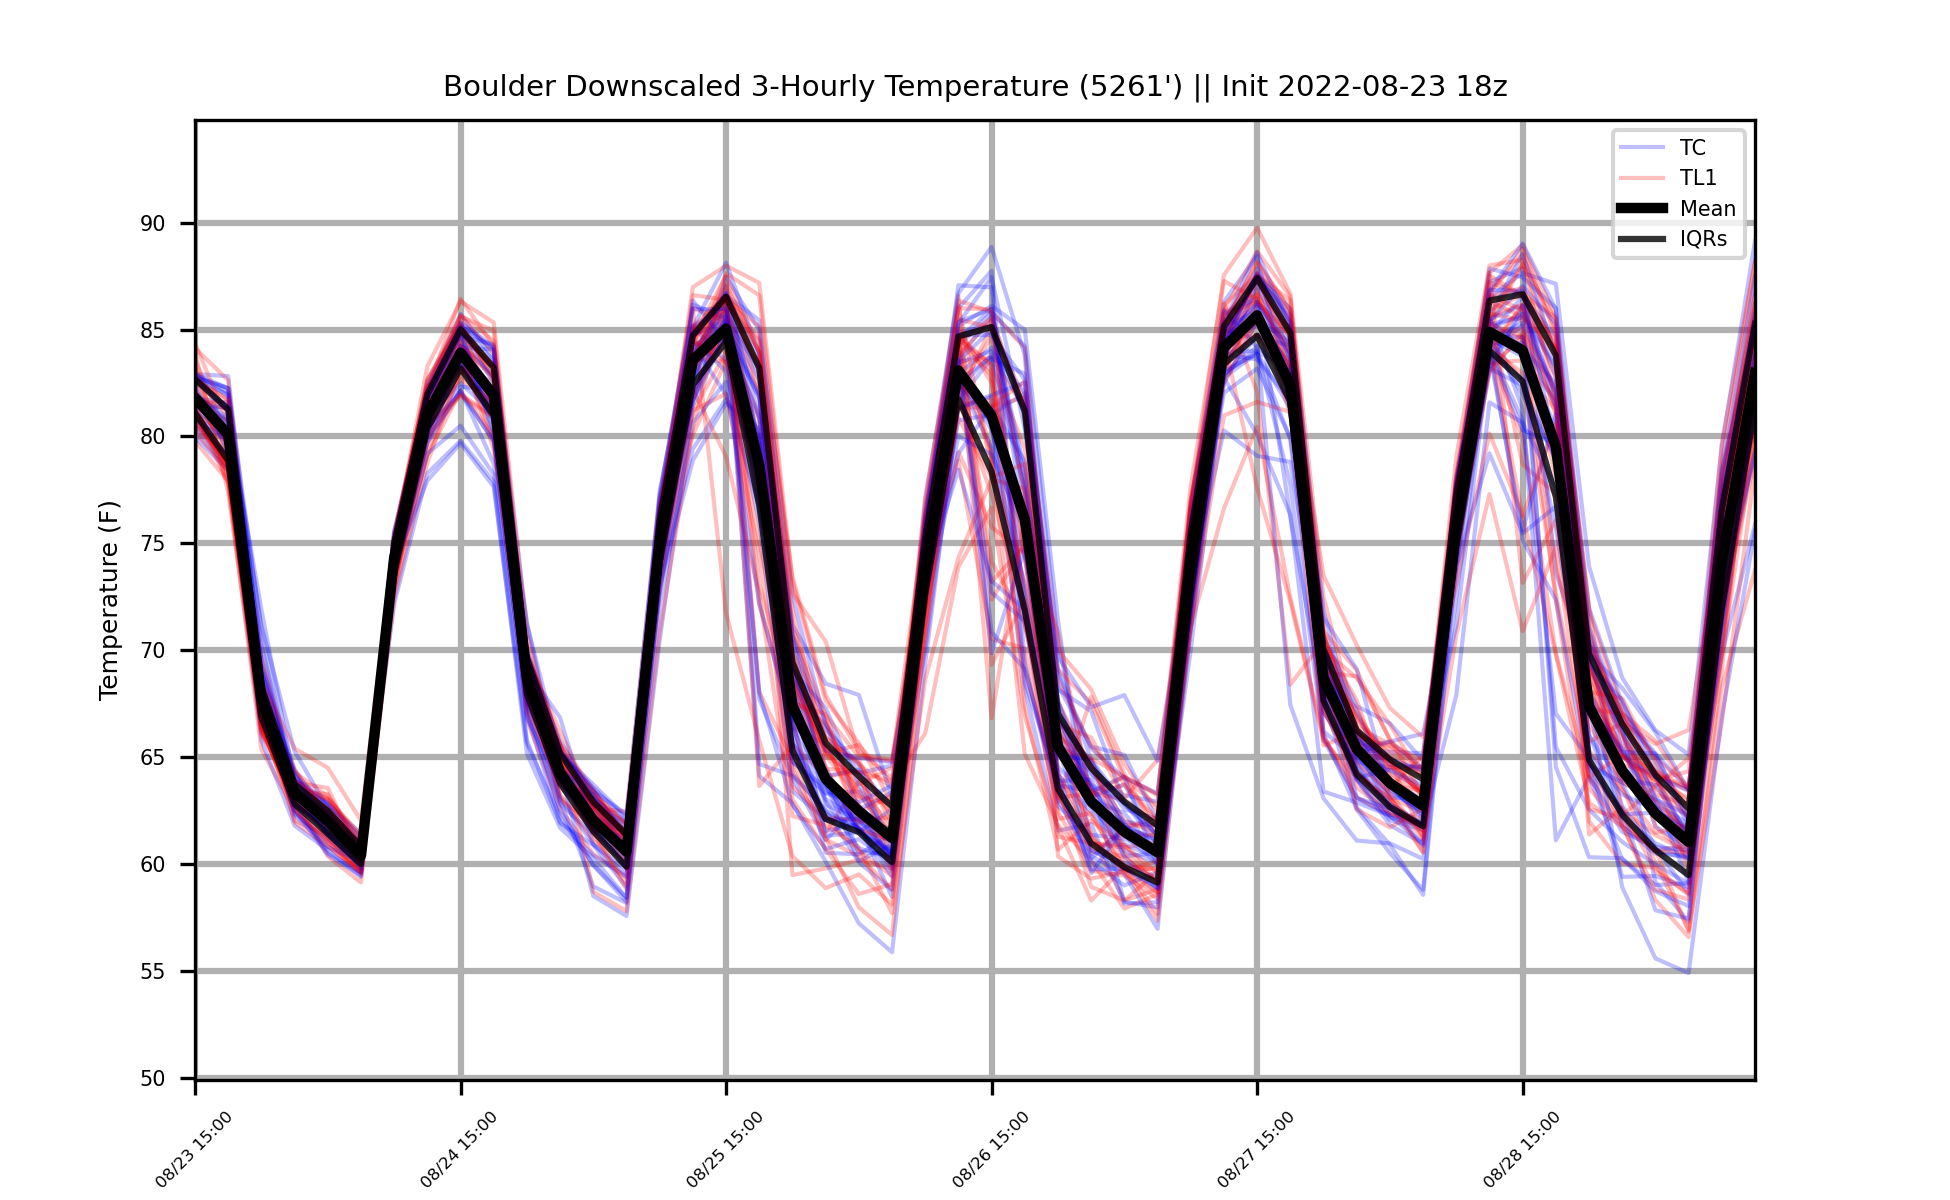 Boulder Downscaled 3-Hourly Temperature (5261') || Init 2022-08-23 18z
TC
TL1
Mean
IQRs
Temperature (F)
90
85
80
75
70
65
60
55
50
08/23 15:00
08/24 15:00
08/25 15:00
08/26 15:00
08/27 15:00
08/28 15:00